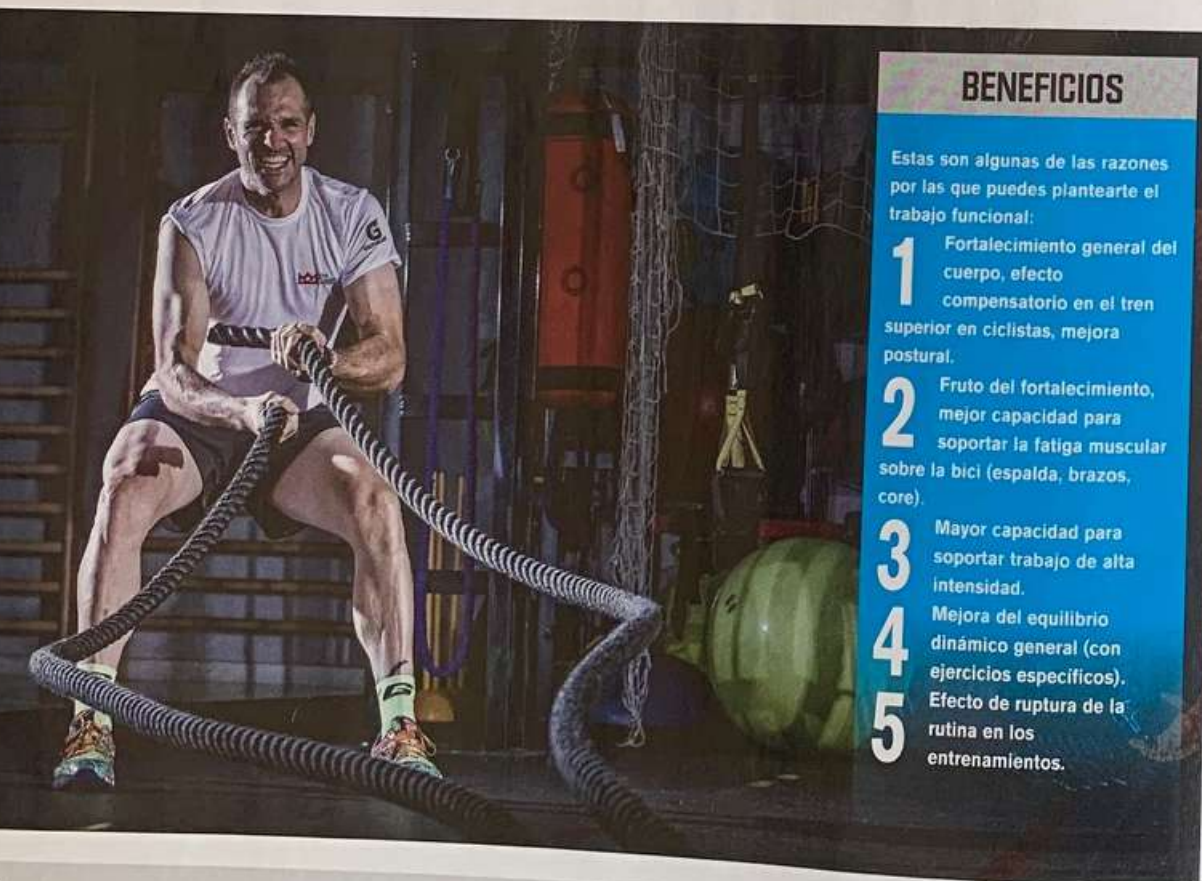 BENEFICIOS
Estas son algunas de las razones
por las que puedes plantearte el
trabajo funcional:
1 Fortalecimiento general del
cuerpo, efecto
compensatorio en el tren
superior en ciclistas, mejora
postural.
2 Fruto del fortalecimiento,
mejor capacidad para
soportar la fatiga muscular
sobre la bici (espalda, brazos,
core).
3 Mayor capacidad para
soportar trabajo de alta
intensidad.
4 Mejora del equilibrio
dinámico general (con
ejercicios específicos).
5 Efecto de ruptura de la
rutina en los
entrenamientos.
G